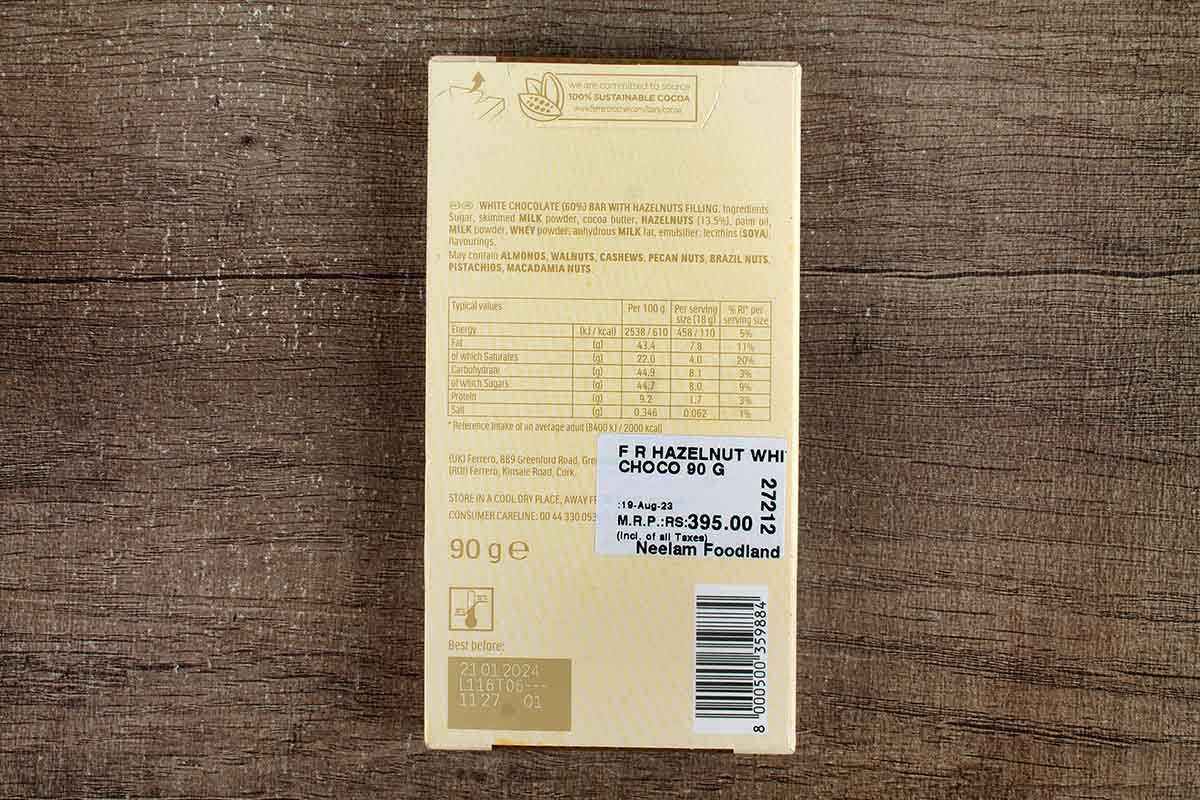 we are committed to source
100% SUSTAINABLE COCOA
WHITE CHOCOLATE (60%) BAR WITH HAZELNUTS FILLING. Ingredients
Sugar, skimmed MILK powder, cocoa butter, HAZELNUTS (13.5%), palm oil,
MILK powder, WHEY powder, anhydrous MILK fat, emulsifier: lecithins (SOYA),
flavourings.
May contain ALMONDS, WALNUTS, CASHEWS, PECAN NUTS, BRAZIL NUTS,
PISTACHIOS, MACADAMIA NUTS
Typical values Per 100 g Per serving size (18 g) % RI* per serving size
Energy (kJ / kcal) 2538 / 610 458 / 110 5%
Fat (g) 43.4 7.8 11%
of which Saturates (g) 22.0 4.0 20%
Carbohydrate (g) 44.9 8.1 3%
of which Sugars (g) 44.7 8.0 9%
Protein (g) 9.2 1.7 3%
Salt (g) 0.346 0.062 1%
* Reference Intake of an average adult (8400 kJ / 2000 kcal)
(UK) Ferrero, 889 Greenford Road, Gre
(ROI) Ferrero, Kinsale Road, Cork.
STORE IN A COOL DRY PLACE, AWAY
CONSUMER CARELINE: 00 44 330 053
F R HAZELNUT WHI
CHOCO 90 G
27212
:19-Aug-23
M.R.P.:RS:395.00
(Incl. of all Taxes)
Neelam Foodland
90 g e
Best before:
21 01 2024
L116T06---
11 27 01
8 000500 359884